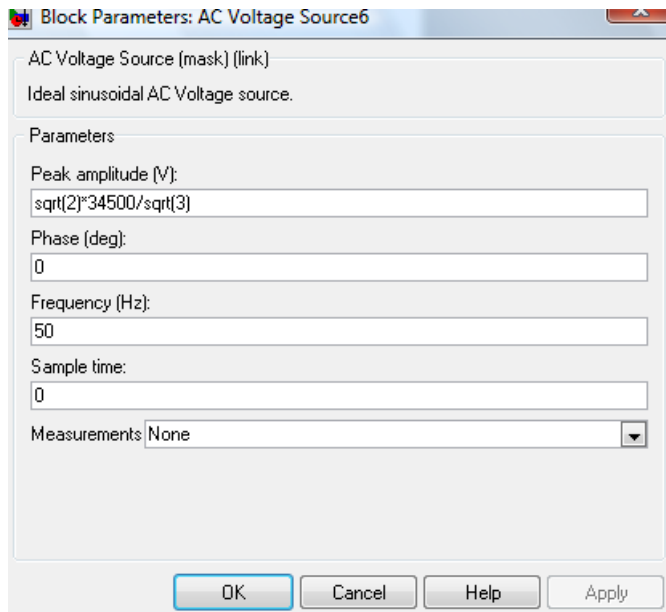 Block Parameters: AC Voltage Source6
AC Voltage Source (mask) (link)
Ideal sinusoidal AC Voltage source.
Parameters
Peak amplitude (V):
sqrt(2)*34500/sqrt(3)
Phase (deg):
0
Frequency (Hz):
50
Sample time:
0
Measurements None
OK Cancel Help Apply